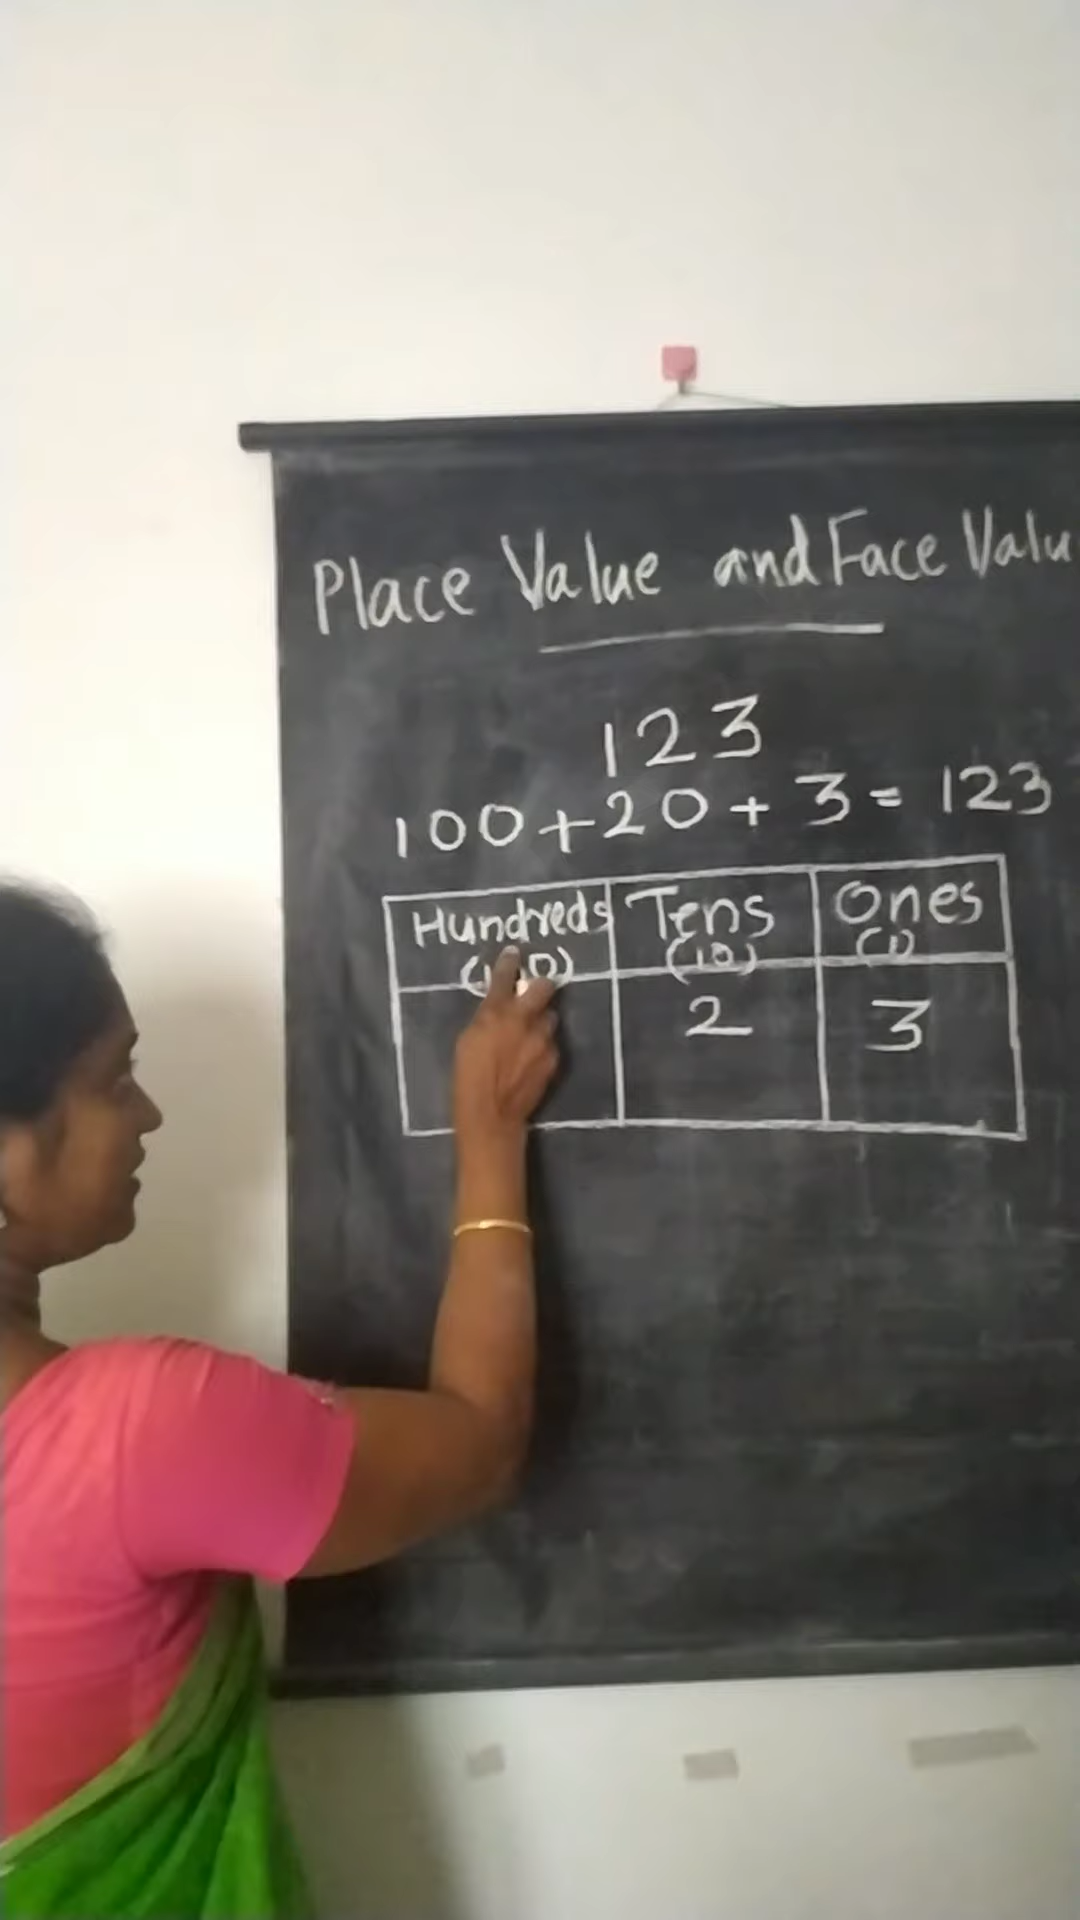 Place Value and Face Valu
123
100+20+3=123
Hundreds Tens Ones
(10) (1)
2 3